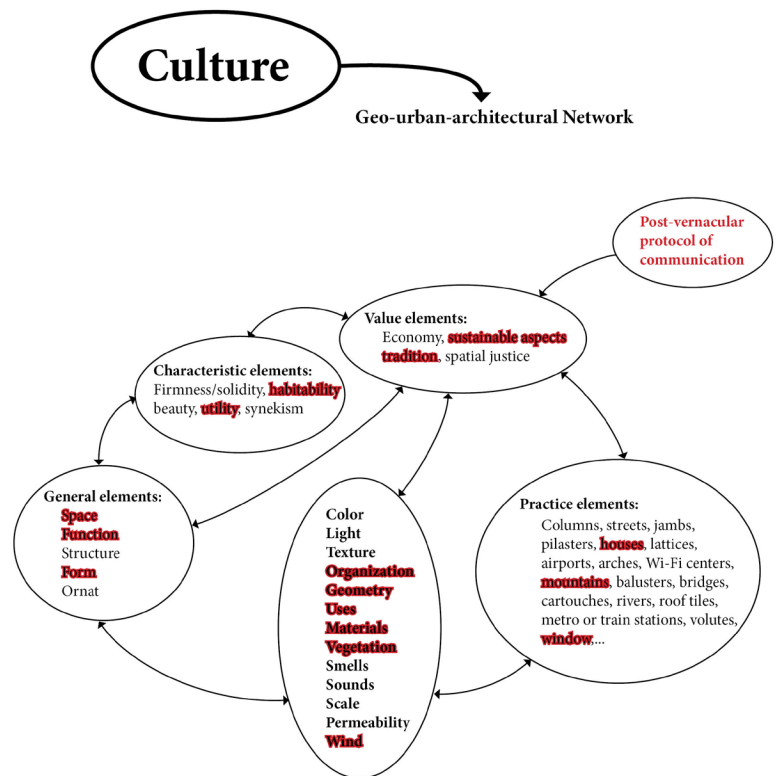 Culture
Geo-urban-architectural Network
Post-vernacular
protocol of
communication
Value elements:
Economy, sustainable aspects
tradition, spatial justice
Characteristic elements:
Firmness/solidity, habitability
beauty, utility, synekism
General elements:
Space
Function
Structure
Form
Ornat
Color
Light
Texture
Organization
Geometry
Uses
Materials
Vegetation
Smells
Sounds
Scale
Permeability
Wind
Practice elements:
Columns, streets, jambs,
pilasters, houses, lattices,
airports, arches, Wi-Fi centers,
mountains, balusters, bridges,
cartouches, rivers, roof tiles,
metro or train stations, volutes,
window,...